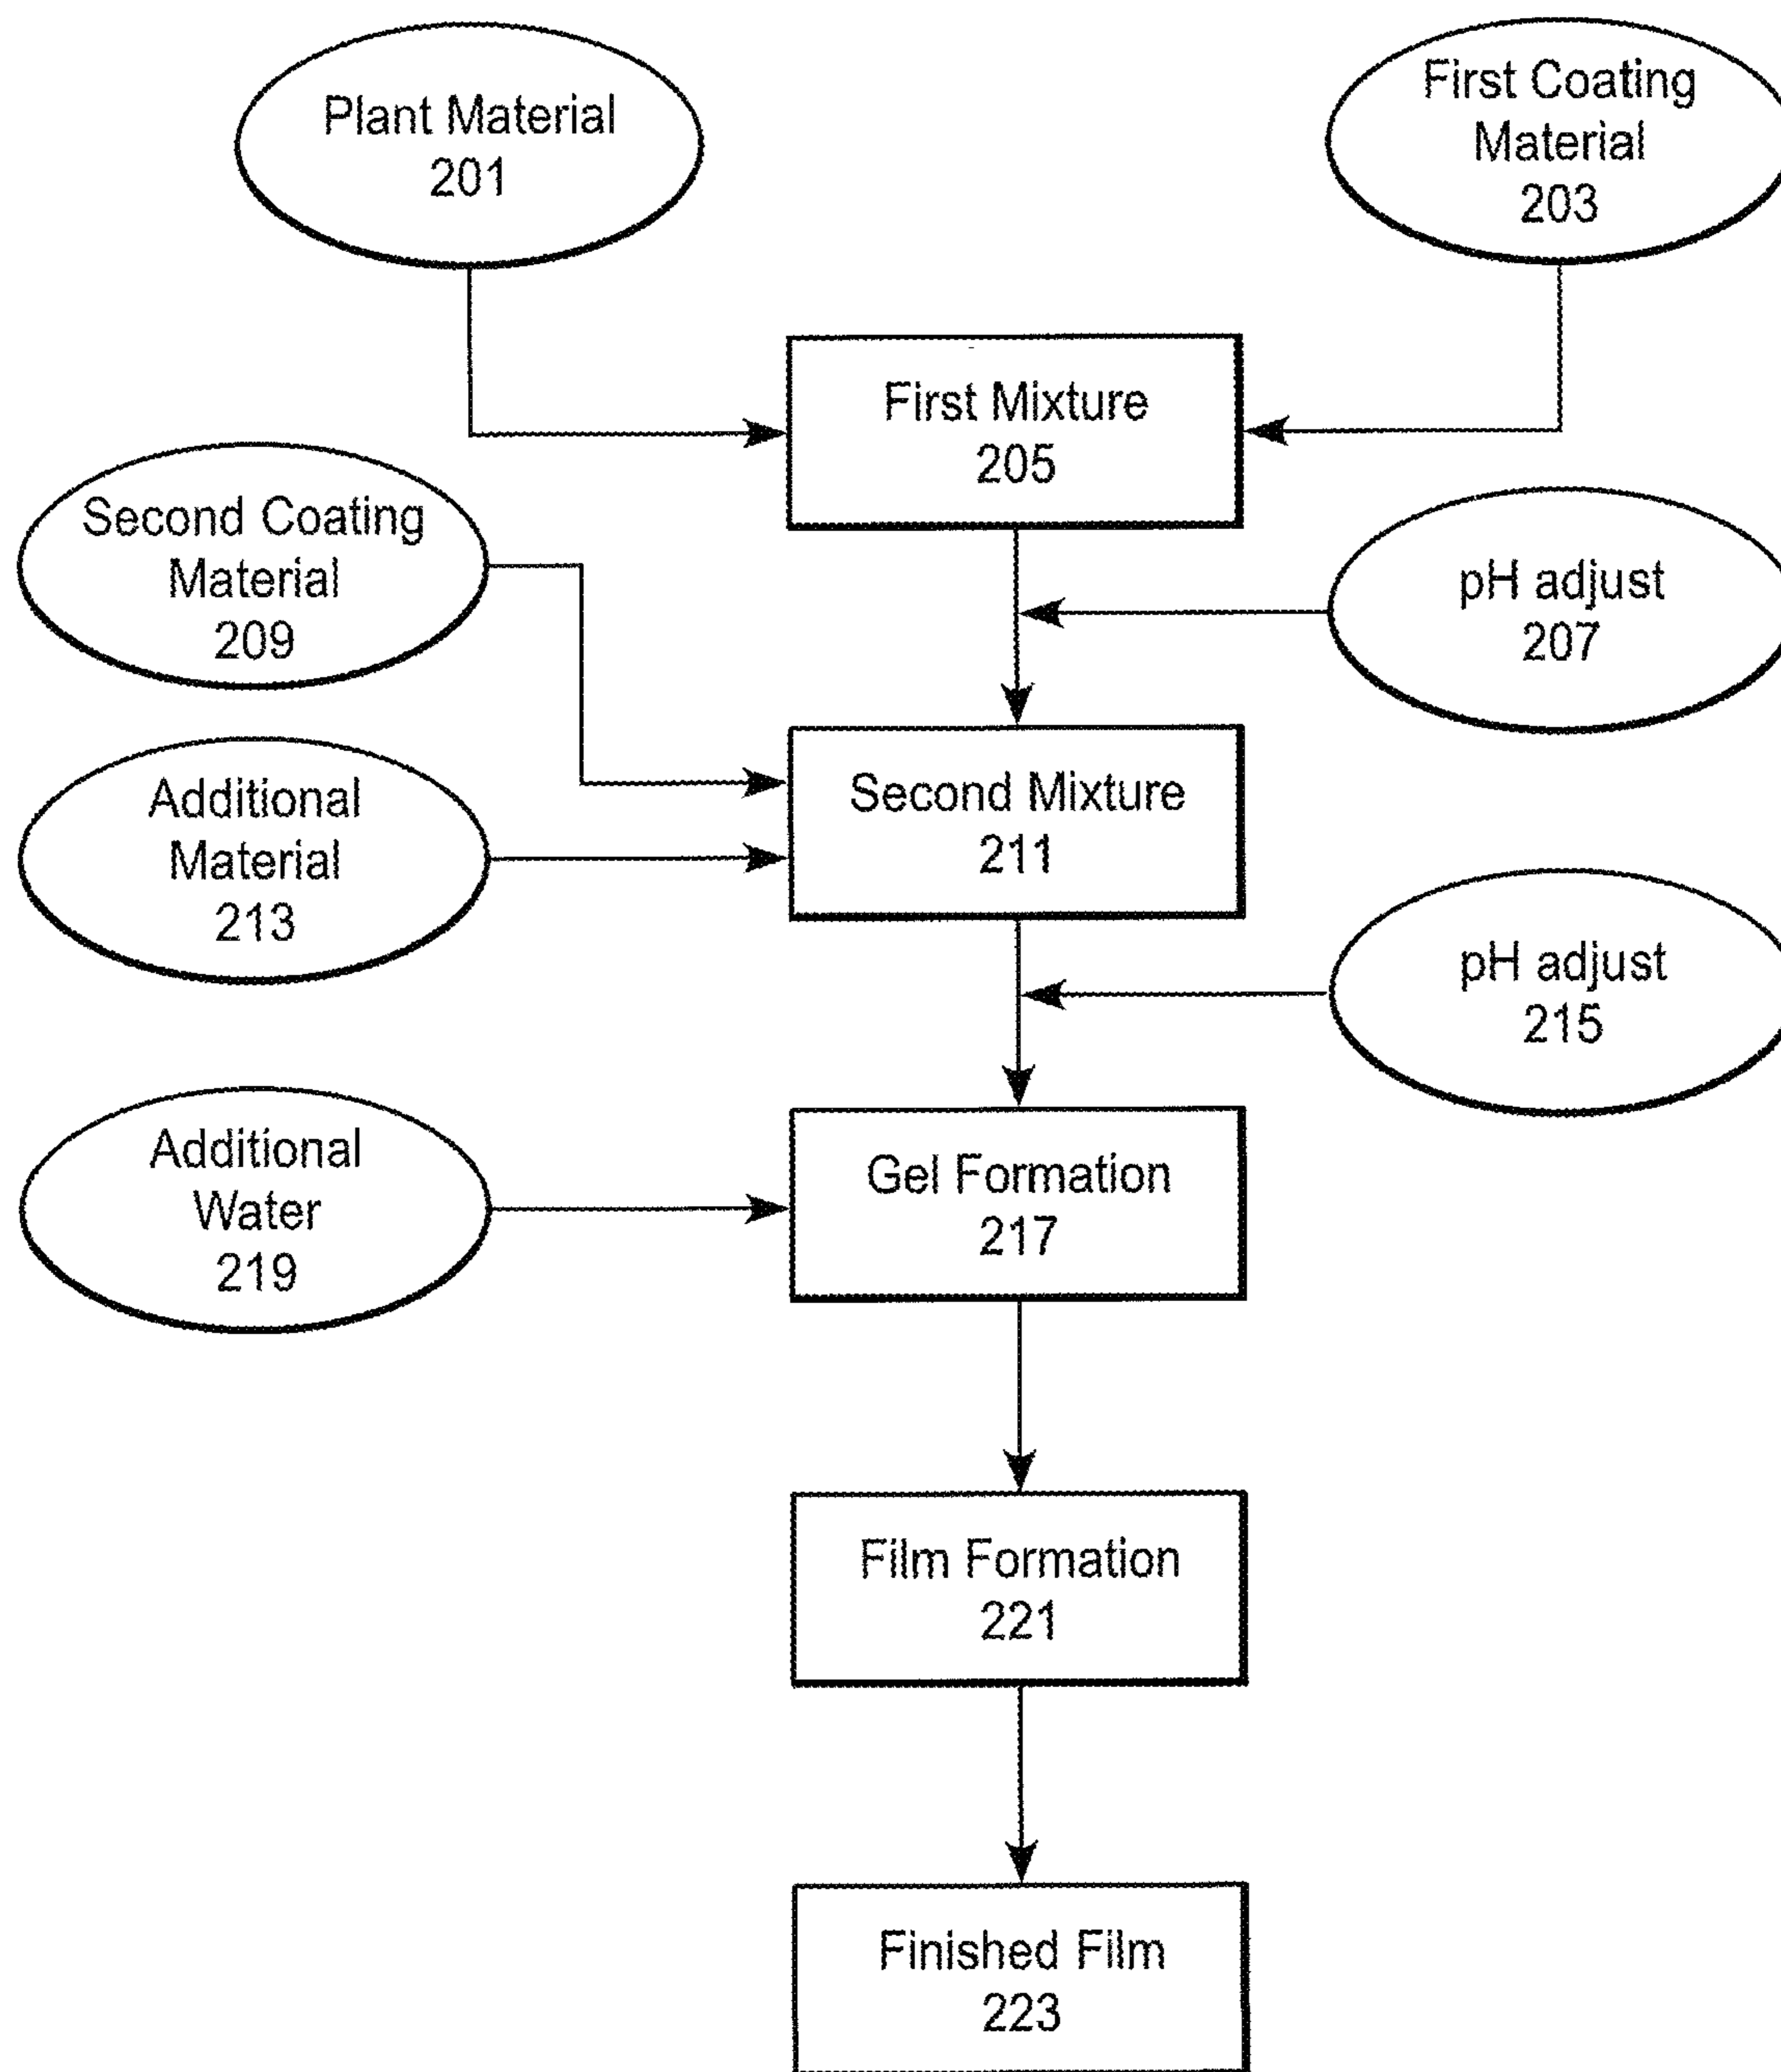 Plant Material
201
First Coating
Material
203
First Mixture
205
Second Coating
Material
209
pH adjust
207
Additional
Material
213
Second Mixture
211
pH adjust
215
Additional
Water
219
Gel Formation
217
Film Formation
221
Finished Film
223